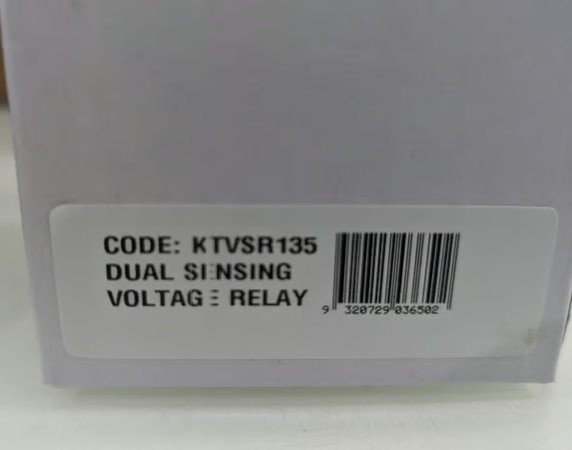 CODE: KTVSR135
DUAL SENSING
VOLTAGE RELAY
9 320729 036502